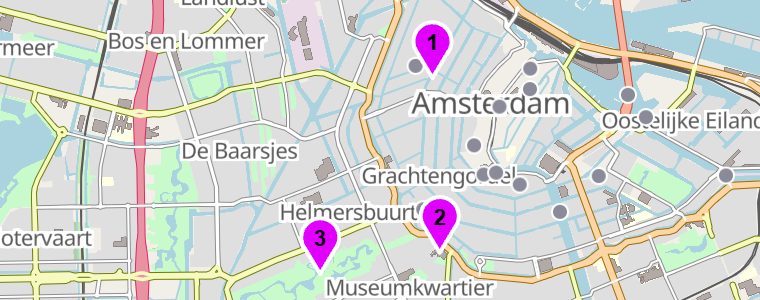 Landlust
rmeer
Bos en Lommer
1
Amsterdam
Oostelijke Eiland
De Baarsjes
Grachtengordel
Helmersbuurt
2
otervaart
3
Museumkwartier